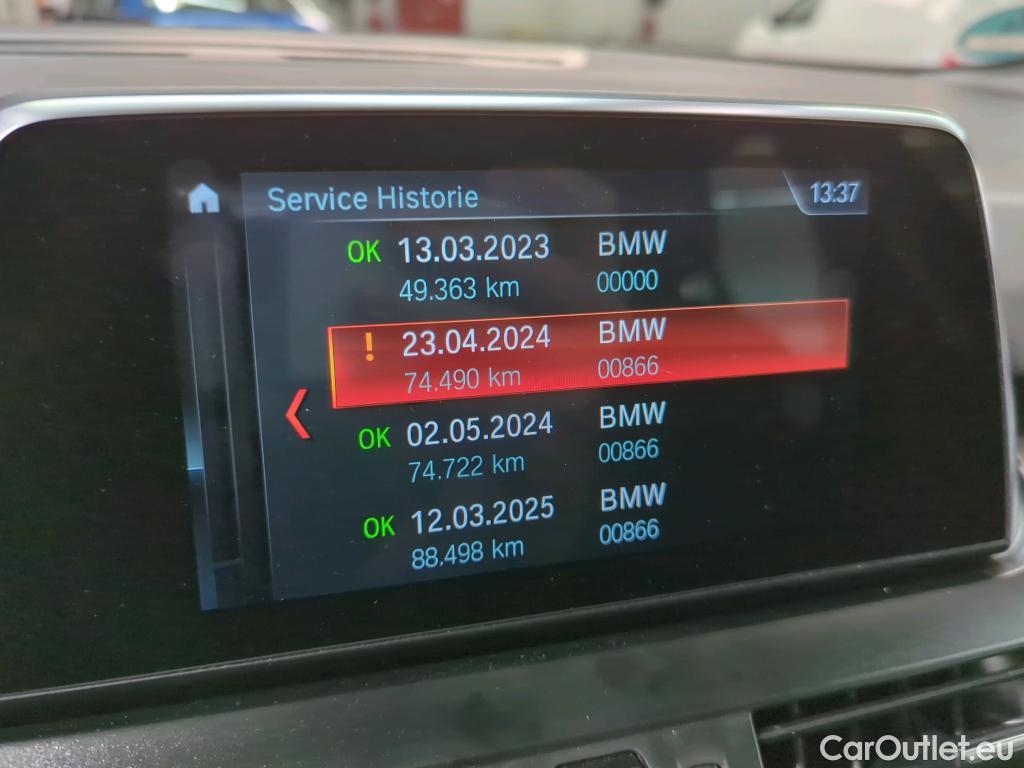 Service Historie
13:37
OK 13.03.2023 BMW
49.363 km 00000
! 23.04.2024 BMW
74.490 km 00866
OK 02.05.2024 BMW
74.722 km 00866
OK 12.03.2025 BMW
88.498 km 00866
CarOutlet.eu